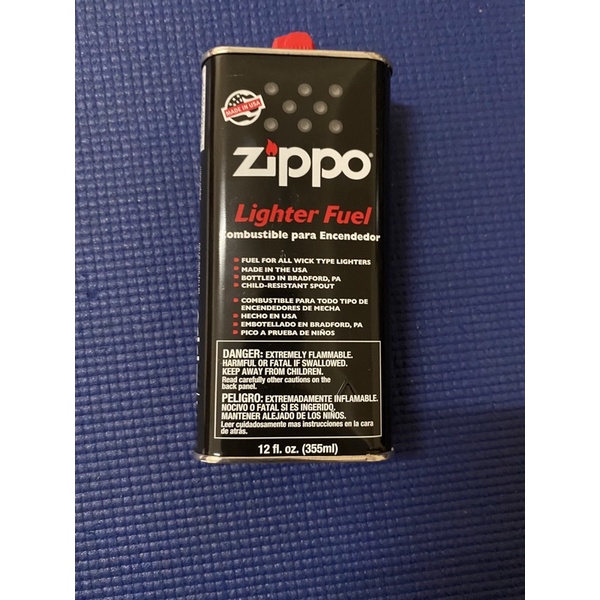 MADE IN USA
zippo®
Lighter Fuel
Combustible para Encendedor
FUEL FOR ALL WICK TYPE LIGHTERS
MADE IN THE USA
BOTTLED IN BRADFORD, PA
CHILD-RESISTANT SPOUT
COMBUSTIBLE PARA TODO TIPO DE
ENCENDEDORES DE MECHA
HECHO EN USA
EMBOTELLADO EN BRADFORD, PA
PICO A PRUEBA DE NIÑOS
DANGER: EXTREMELY FLAMMABLE.
HARMFUL OR FATAL IF SWALLOWED.
KEEP AWAY FROM CHILDREN.
Read carefully other cautions on the
back panel.
PELIGRO: EXTREMADAMENTE INFLAMABLE.
NOCIVO O FATAL SI ES INGERIDO.
MANTENER ALEJADO DE LOS NIÑOS.
Leer cuidadosamente mas instrucciones en la cara
de atrás.
12 fl. oz. (355ml)